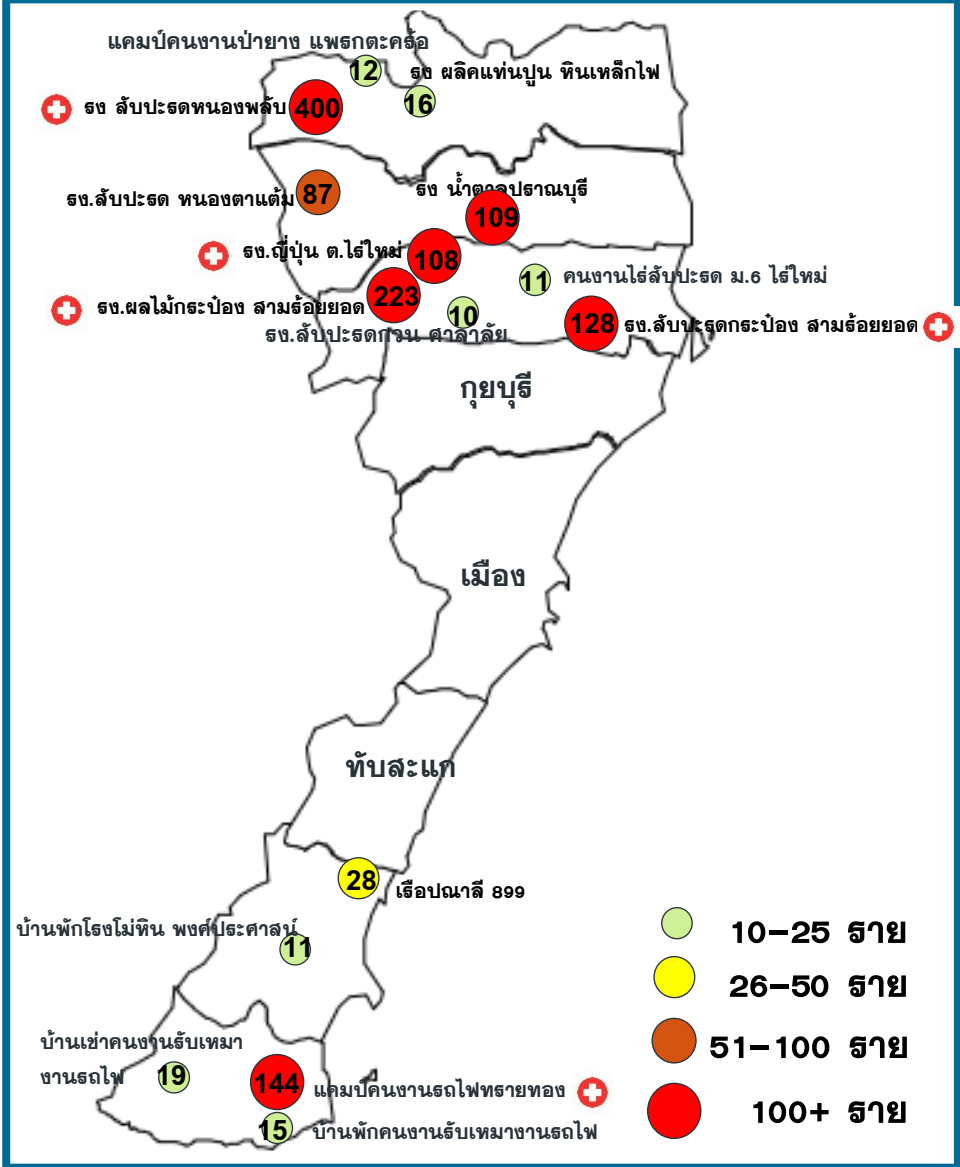 แคมป์คนงานป่ายาง แพรกตะคร้อ
12
รง ผลิคแท่นปูน หินเหล็กไฟ
16
รง สับปะรดหนองพลับ
400
รง.สับปะรด หนองตาแต้ม
87
รง น้ำตาลปราณบุรี
109
รง.ญี่ปุ่น ต.ไร่ใหม่
108
11
คนงานไร่สับปะรด ม.6 ไร่ใหม่
รง.ผลไม้กระป๋อง สามร้อยยอด
223
10
รง.สับปะรดกวน ศาลาลัย
128
รง.สับปะรดกระป๋อง สามร้อยยอด
กุยบุรี
เมือง
ทับสะแก
28
เรือปณาลี 899
บ้านพักโรงโม่หิน พงศ์ประศาสน์
11
บ้านเช่าคนงานรับเหมา
งานรถไฟ
19
144
แคมป์คนงานรถไฟทรายทอง
15
บ้านพักคนงานรับเหมางานรถไฟ
10-25 ราย
26-50 ราย
51-100 ราย
100+ ราย